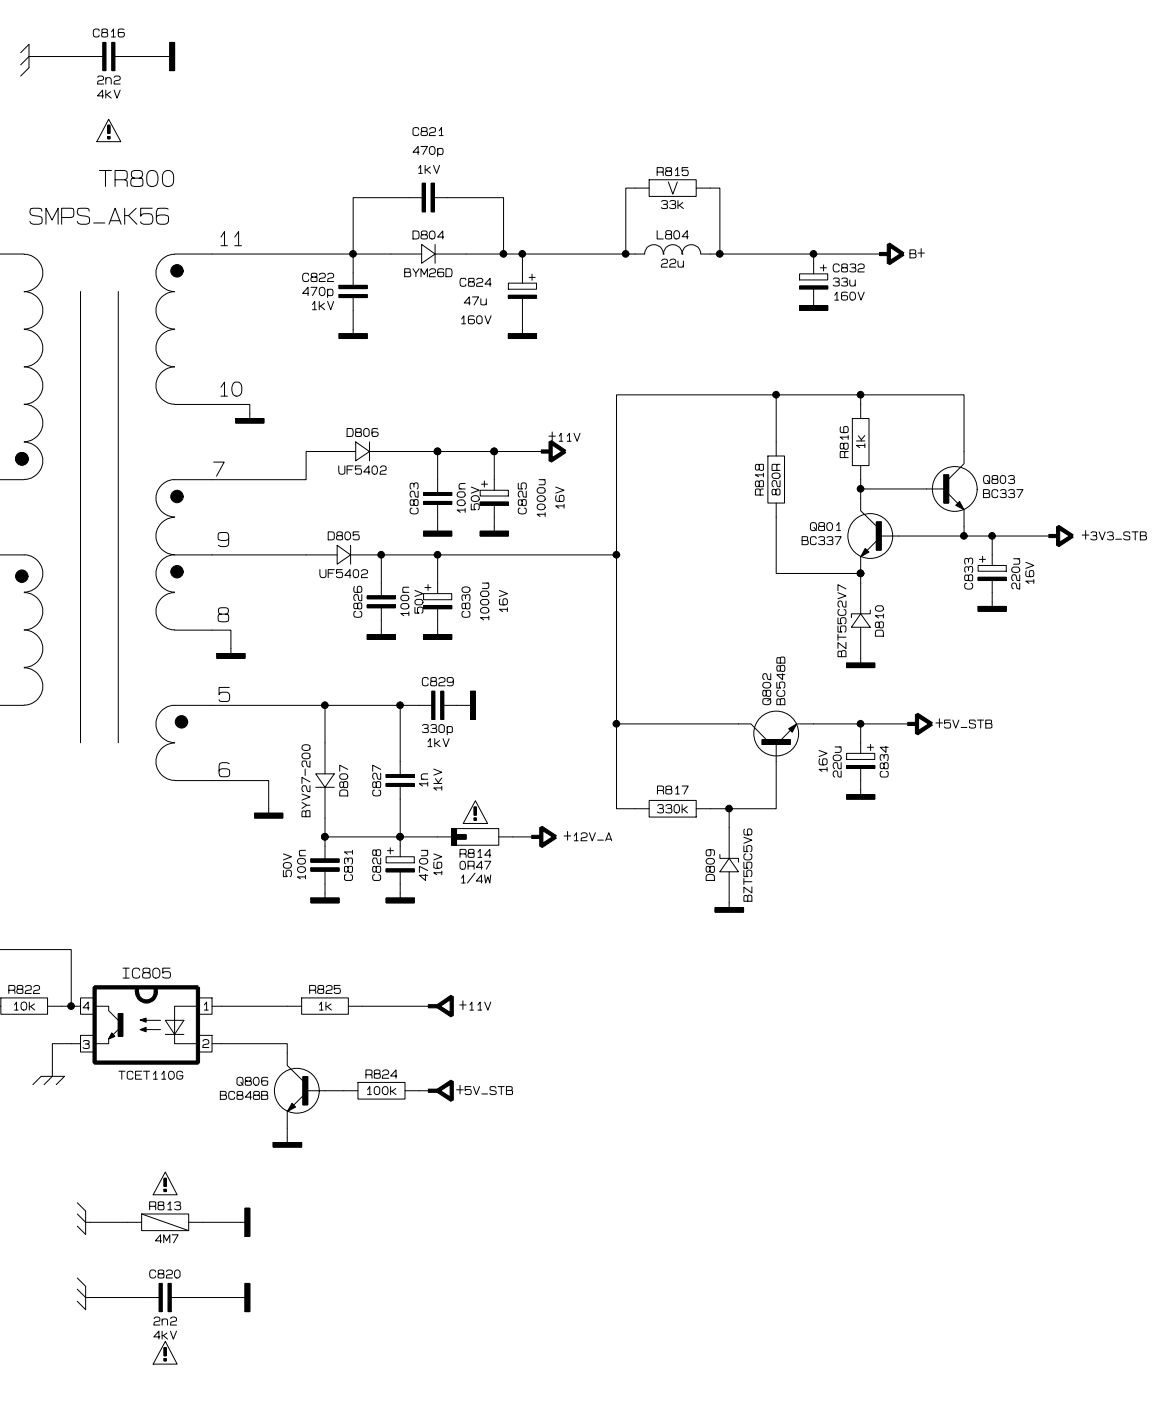 C816
2n2
4kV
TR800
SMPS_AK56
C821
470p
1kV
R815
V
33k
11
D804
BYM26D
L804
22u
B+
C822
470p
1kV
C824
+
47u
160V
+
C832
33u
160V
10
D806
UF5402
+11V
7
C823
100n
50V
+
C825
1000u
16V
R818
820R
R816
1k
Q803
BC337
Q801
BC337
+3V3_STB
9
D805
UF5402
C826
100n
50V
+
C830
1000u
16V
+
C833
220u
16V
8
BZT55C2V7
D810
5
C829
330p
1kV
Q802
BC548B
+5V_STB
16V
220u
+
C834
6
BYV27-200
D807
C827
1n
1kV
R817
330k
+12V_A
R814
0R47
1/4W
50V
100n
C831
C828
+
470u
16V
D809
BZT55C5V6
IC805
R822
10k
4
3
1
2
R825
1k
+11V
TCET110G
Q806
BC848B
R824
100k
+5V_STB
R813
4M7
C820
2n2
4kV